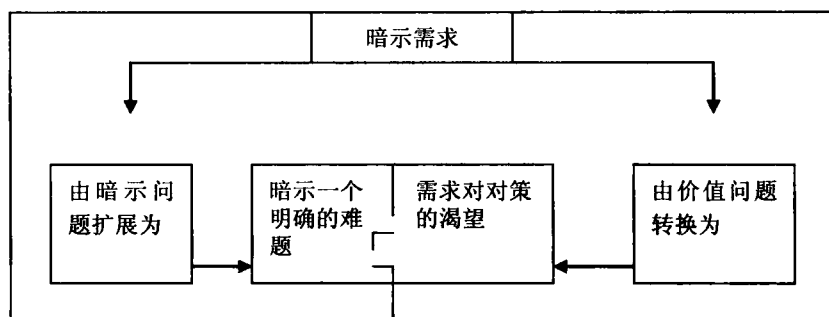 暗示需求
由暗示问
题扩展为
暗示一个
明确的难
题
需求对对策
的渴望
由价值问题
转换为